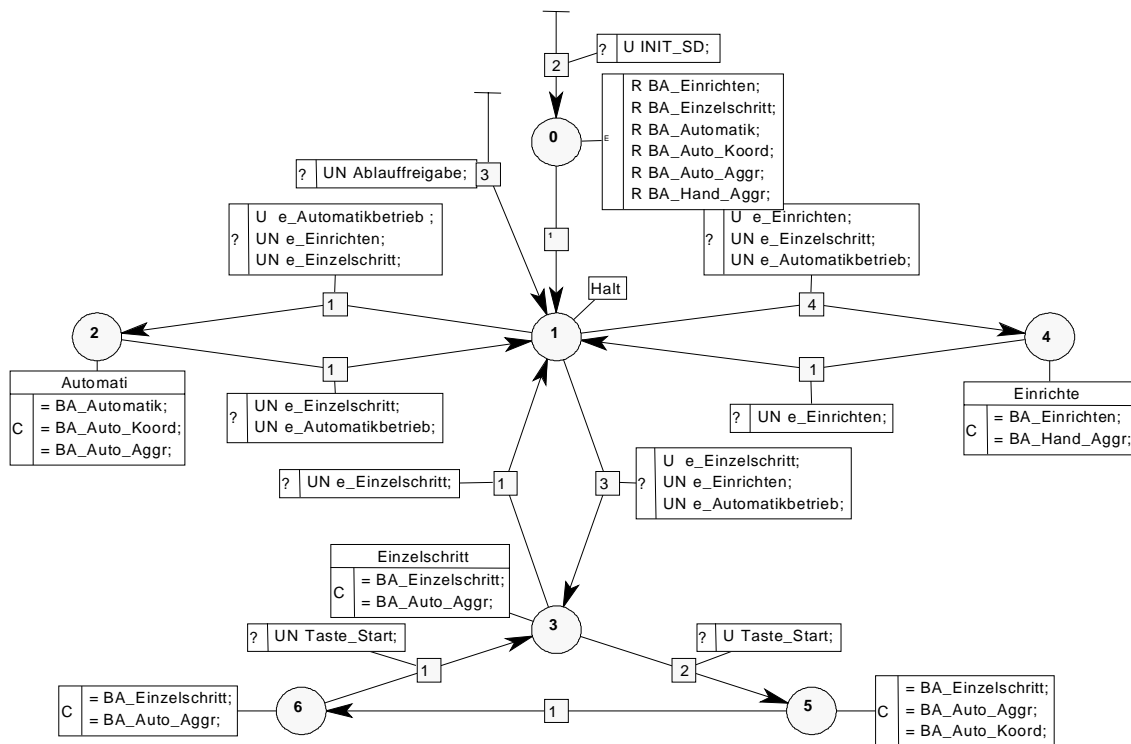 ? U INIT_SD;
2
R BA_Einrichten;
R BA_Einzelschritt;
R BA_Automatik;
R BA_Auto_Koord;
R BA_Auto_Aggr;
R BA_Hand_Aggr;
E
0
? UN Ablauffreigabe; 3
U e_Automatikbetrieb ;
? UN e_Einrichten;
UN e_Einzelschritt;
1
U e_Einrichten;
? UN e_Einzelschritt;
UN e_Automatikbetrieb;
Halt
1
4
2
1
4
1
1
Automati
= BA_Automatik;
C = BA_Auto_Koord;
= BA_Auto_Aggr;
? UN e_Einzelschritt;
UN e_Automatikbetrieb;
? UN e_Einrichten;
Einrichte
C = BA_Einrichten;
= BA_Hand_Aggr;
? UN e_Einzelschritt;
1
3
U e_Einzelschritt;
? UN e_Einrichten;
UN e_Automatikbetrieb;
Einzelschritt
C = BA_Einzelschritt;
= BA_Auto_Aggr;
3
? UN Taste_Start;
1
? U Taste_Start;
2
C = BA_Einzelschritt;
= BA_Auto_Aggr;
6
1
5
= BA_Einzelschritt;
C = BA_Auto_Aggr;
= BA_Auto_Koord;